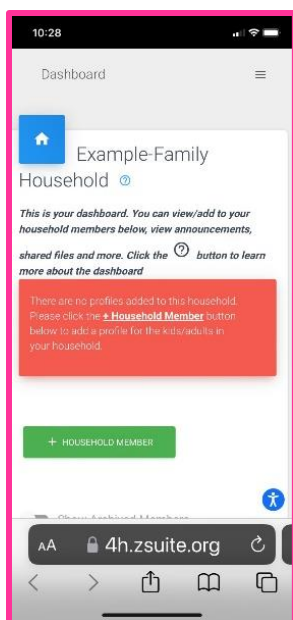 10:28
Dashboard
Example-Family
Household
This is your dashboard. You can view/add to your
household members below, view announcements,
shared files and more. Click the ? button to learn
more about the dashboard
There are no profiles added to this household.
Please click the + Household Member button
below to add a profile for the kids/adults in
your household.
+ HOUSEHOLD MEMBER
Show Archived Members
AA 4h.zsuite.org